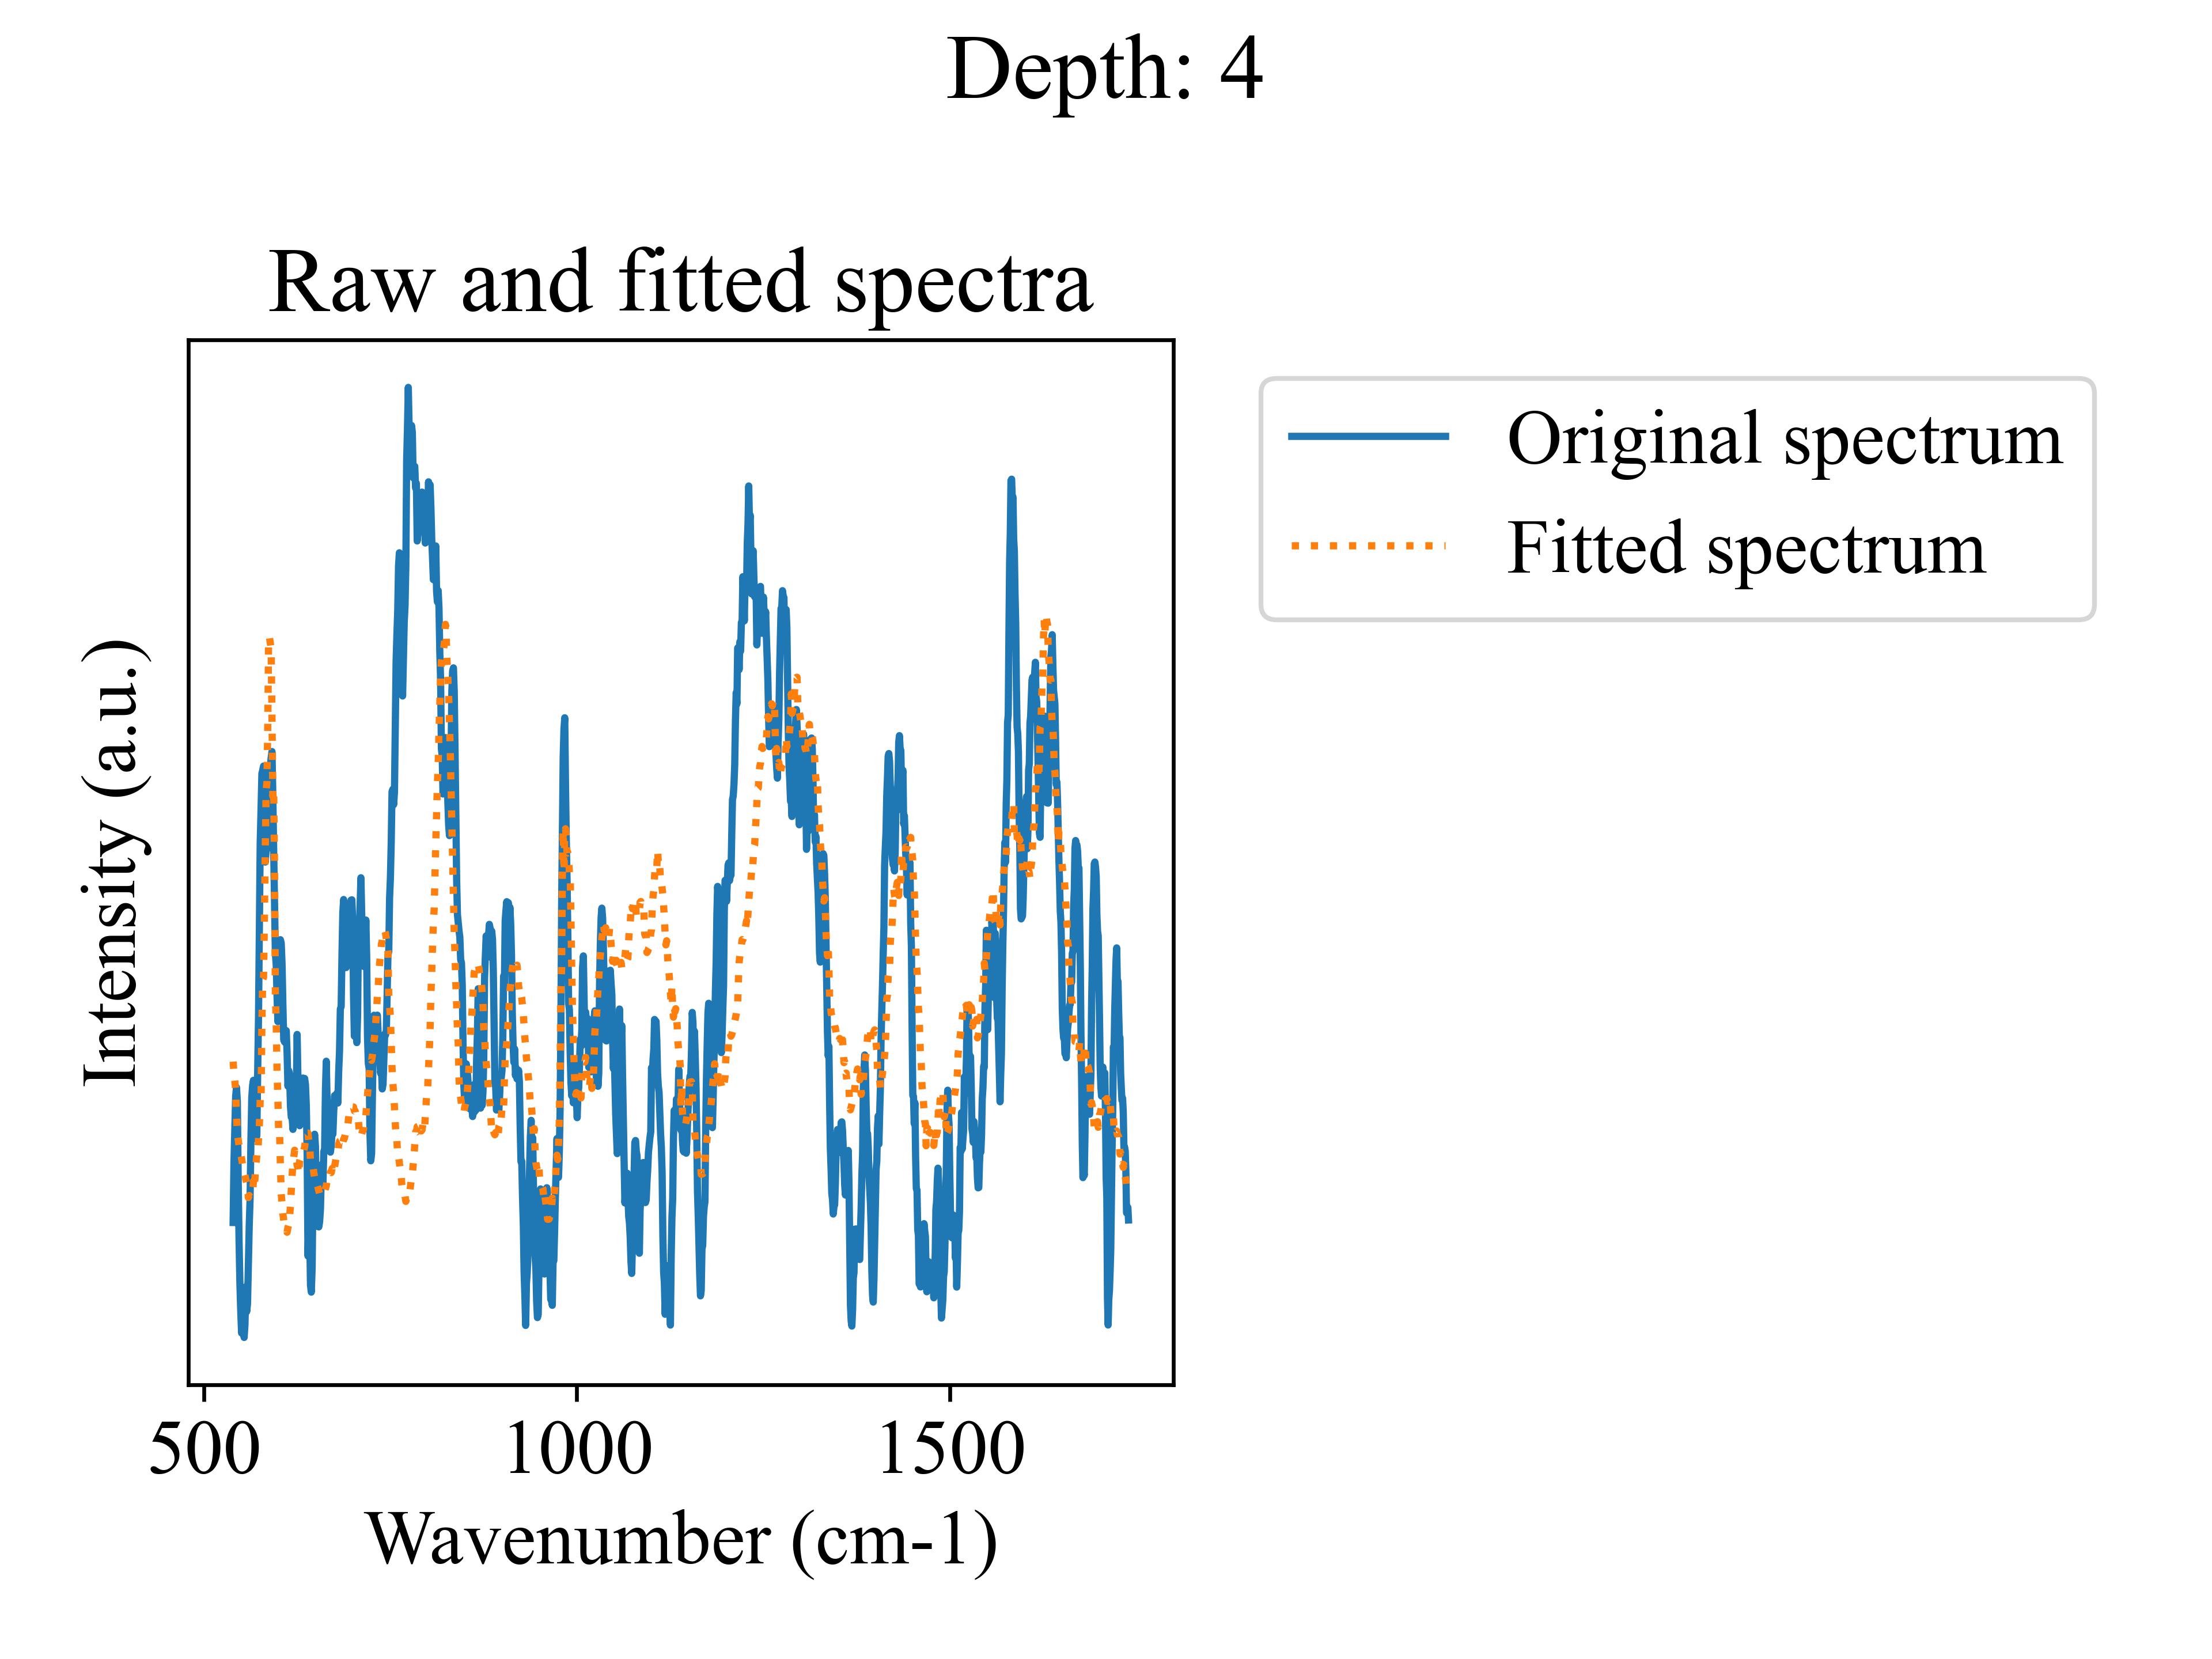 Depth: 4
Raw and fitted spectra
Original spectrum
Fitted spectrum
Intensity (a.u.)
500 1000 1500
Wavenumber (cm-1)